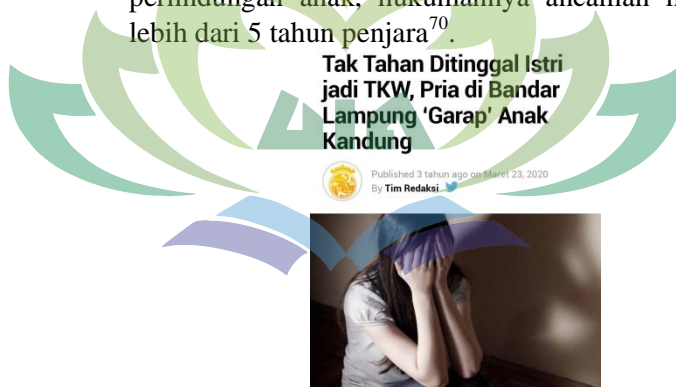 perlindungan anak, hukumannya ancaman
lebih dari 5 tahun penjara⁷⁰.
Tak Tahan Ditinggal Istri
jadi TKW, Pria di Bandar
Lampung ‘Garap’ Anak
Kandung
Published 3 tahun ago on Maret 23, 2020
By Tim Redaksi